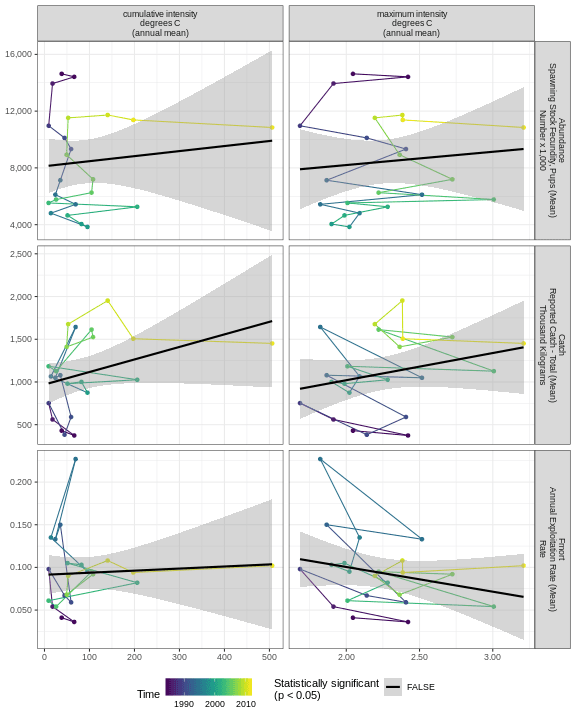 cumulative intensity
degrees C
(annual mean)
maximum intensity
degrees C
(annual mean)
16,000
12,000
8,000
4,000
Abundance
Spawning Stock Fecundity, Pups (Mean)
Number x 1,000
2,500
2,000
1,500
1,000
500
Catch
Reported Catch - Total (Mean)
Thousand Kilograms
0.200
0.150
0.100
0.050
Fmort
Annual Exploitation Rate (Mean)
Rate
0 100 200 300 400 500
2.00 2.50 3.00
Time
1990 2000 2010
Statistically significant
(p < 0.05)
FALSE